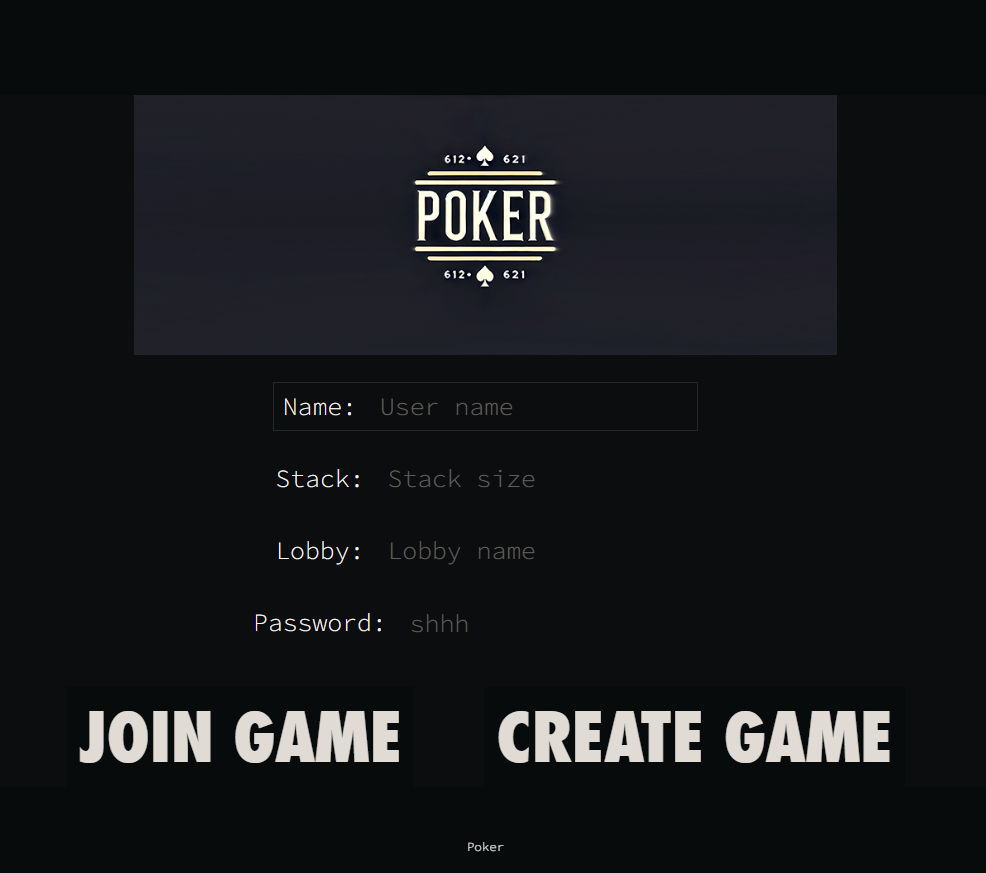 612• ♠ 621
POKER
612• ♠ 621
Name: User name
Stack: Stack size
Lobby: Lobby name
Password: shhh
JOIN GAME CREATE GAME
Poker